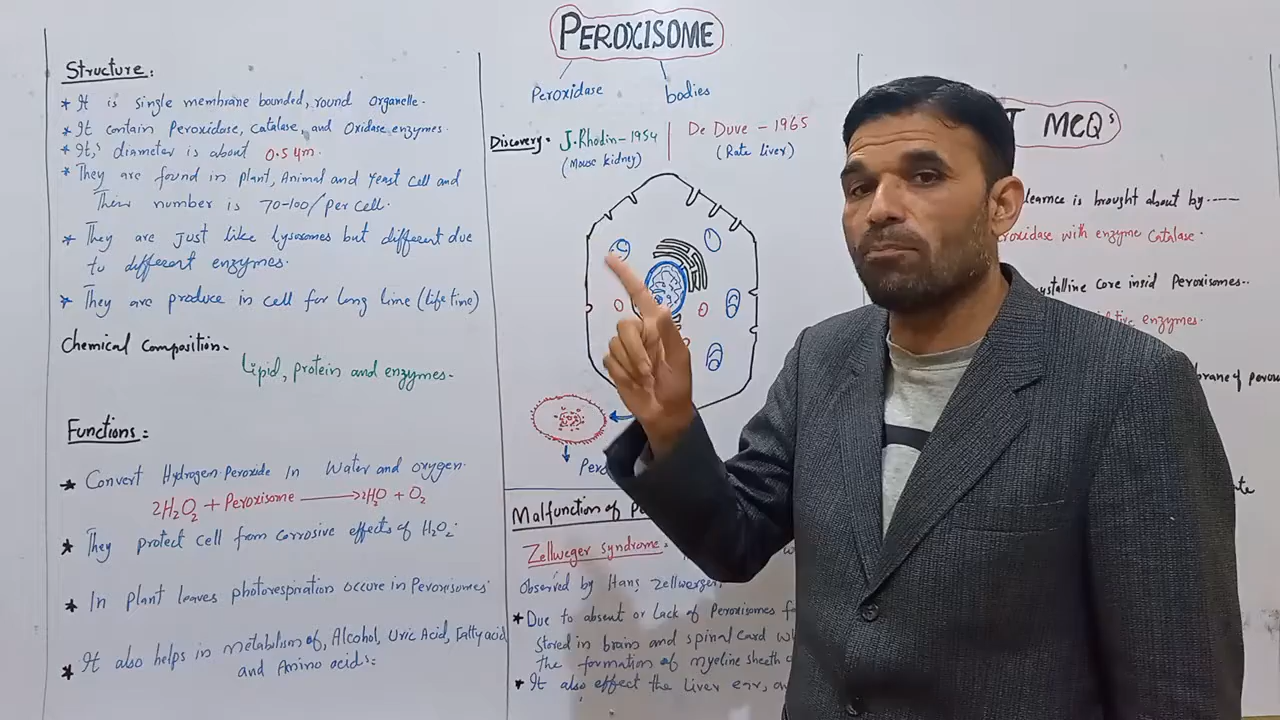 PEROXISOME
Peroxidase bodies
Structure:
* It is single membrane bounded, round organelle.
* It contain Peroxidase, Catalase, and Oxidase enzymes.
* It,s diameter is about 0.5 µm.
* They are found in Plant, Animal and Yeast Cell and
Their number is 70-100/Per cell.
* They are Just like Lysosomes but different due
to different enzymes.
* They are produce in cell for long time (life time)
Chemical Composition.
Lipid, protein and enzymes.
Functions:
* Convert Hydrogen-Peroxide In Water and oxygen.
2H₂O₂ + Peroxisome → 2H₂O + O₂
* They protect cell from corrosive effects of H₂O₂.
* In Plant leaves photorespiration occure in Peroxisomes
* It also helps in metabolism of, Alcohol, Uric Acid, Fatty acid
and Amino acids:
Discovery: J. Rhodin-1954 | De Duve - 1965
(Mouse kidney) (Rate liver)
Malfunction of
Zellweger syndrome.
Observed by Hans Zellwerger,
* Due to absent or Lack of Peroxisomes
Stored in brain and spinal card
the formation of myeline sheeth
* It also effect the Liver
MCQs
is brought about by----
with enzyme Catalase.
core insid Peroxisomes..
enzymes.
of